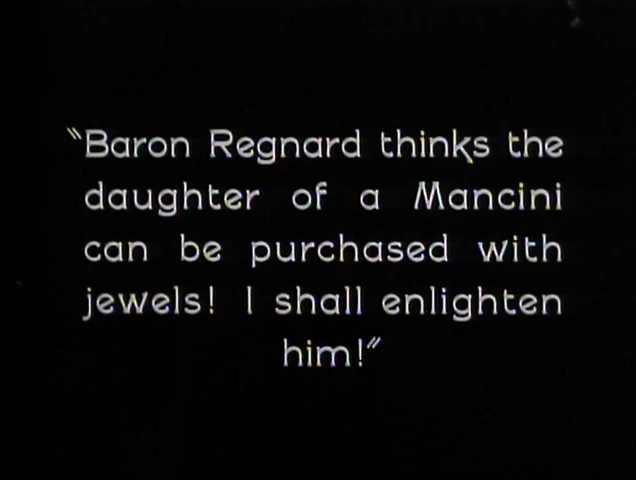 "Baron Regnard thinks the
daughter of a Mancini
can be purchased with
jewels! I shall enlighten
him!"